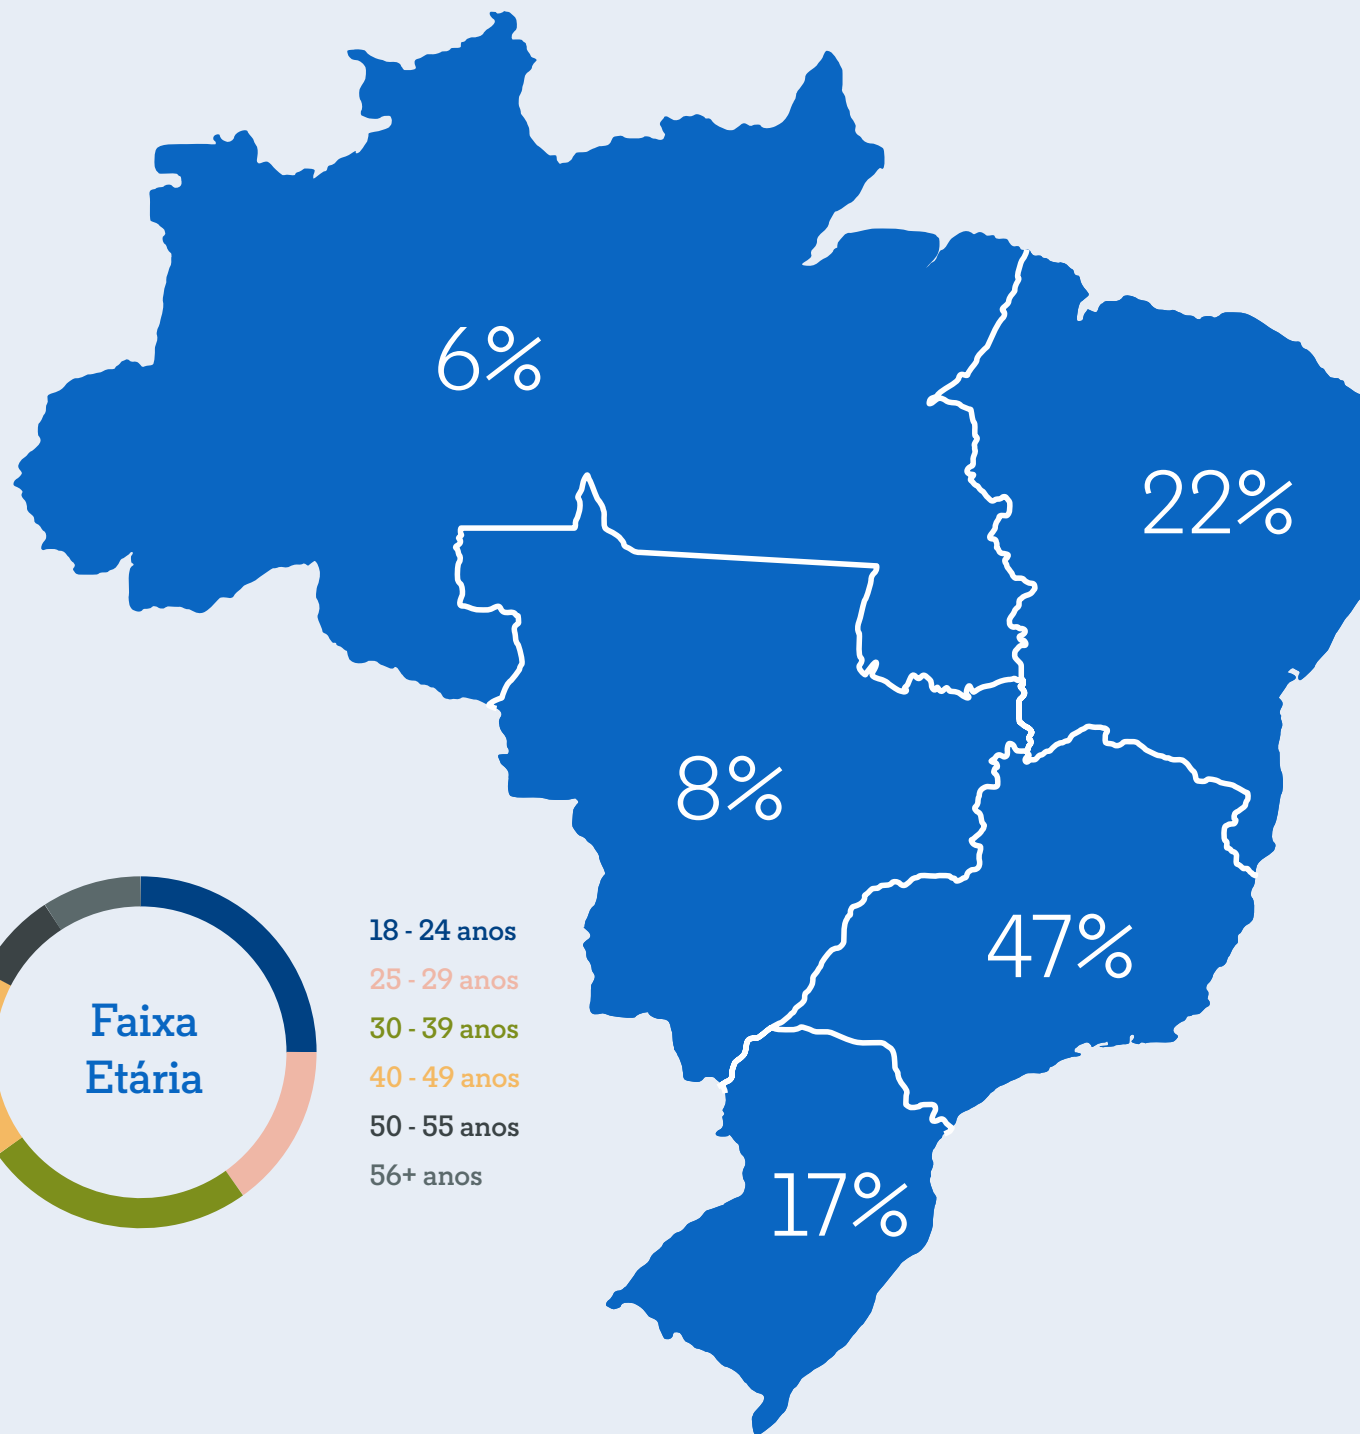 6%
22%
8%
47%
17%
Faixa
Etária
18 - 24 anos
25 - 29 anos
30 - 39 anos
40 - 49 anos
50 - 55 anos
56+ anos